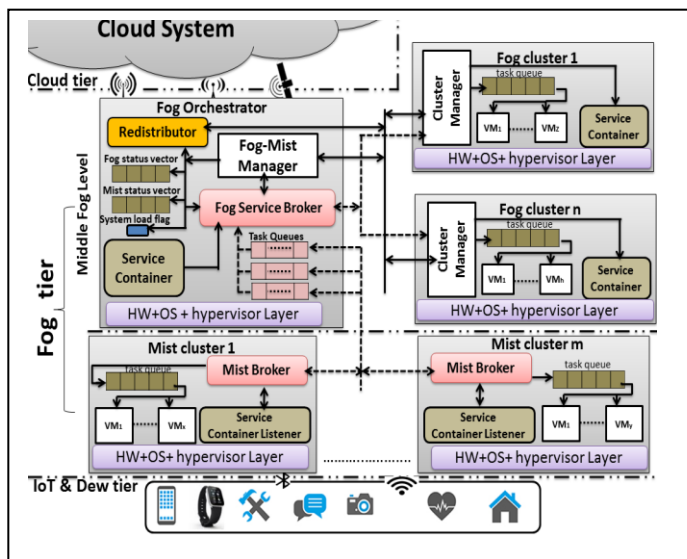 Cloud System
Cloud tier
Fog Orchestrator
Redistributor
Fog-Mist
Manager
Fog status vector
Mist status vector
System load flag
Fog Service Broker
Task Queues
Service
Container
HW+OS + hypervisor Layer
Middle Fog Level
Fog tier
Fog cluster 1
Cluster
Manager
task queue
VM₁
VMz
Service
Container
HW+OS+ hypervisor Layer
Fog cluster n
Cluster
Manager
task queue
VM₁
VMh
Service
Container
HW+OS+ hypervisor Layer
Mist cluster 1
task queue
Mist Broker
VM₁
VMx
Service
Container Listener
HW+OS+ hypervisor Layer
Mist cluster m
Mist Broker
task queue
Service
Container Listener
VM₁
VMy
HW+OS+ hypervisor Layer
IoT & Dew tier